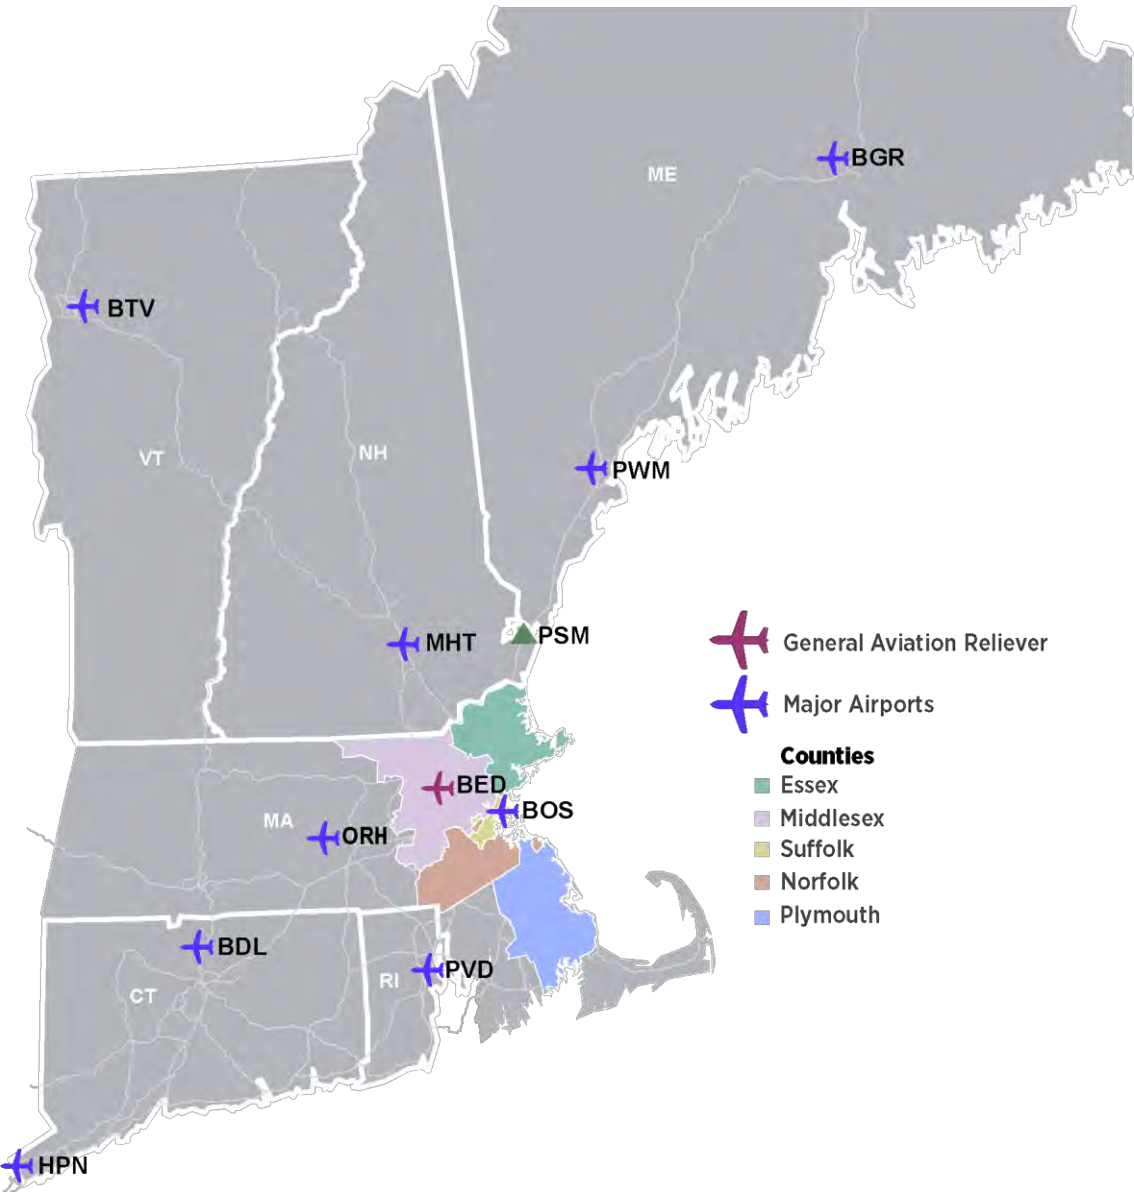 BGR
ME
BTV
VT
NH
PWM
MHT
PSM
General Aviation Reliever
Major Airports
Counties
Essex
Middlesex
Suffolk
Norfolk
Plymouth
BED
BOS
MA
ORH
BDL
PVD
RI
CT
HPN